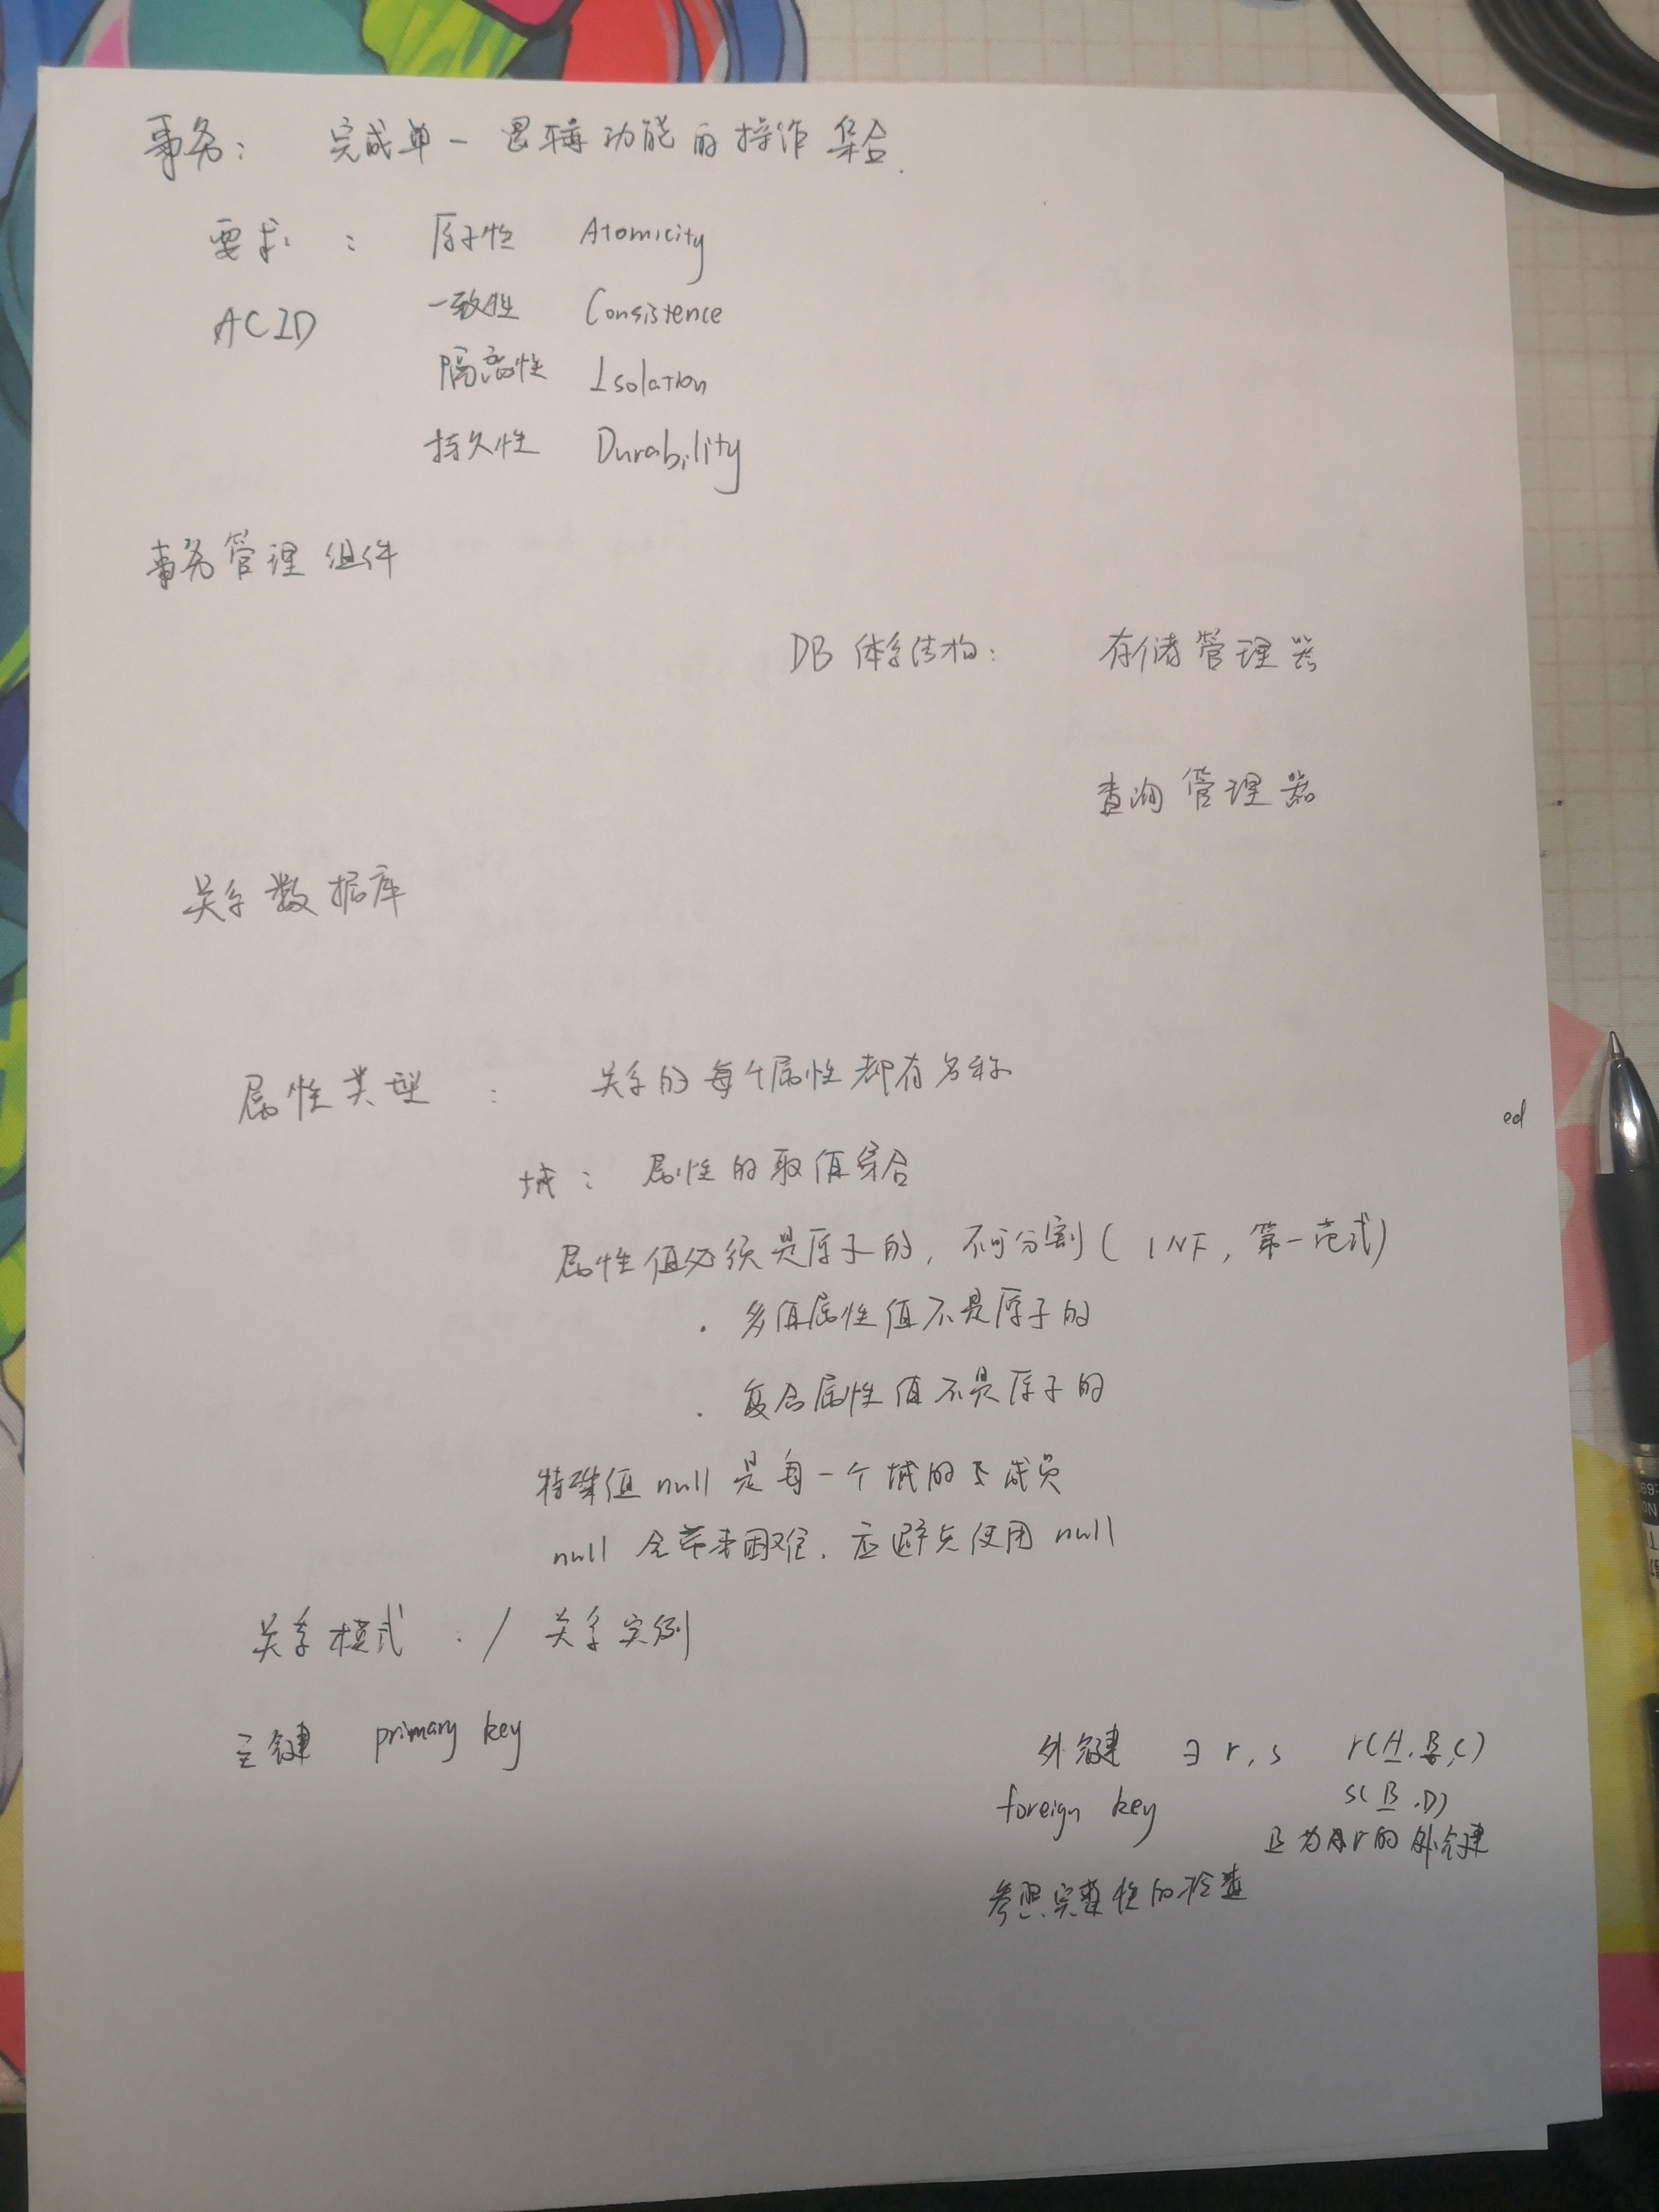 事务： 完成单一逻辑功能的操作集合.
要求： 原子性 Atomicity
ACID 一致性 Consistence
隔离性 Isolation
持久性 Durability
事务管理组件
DB 体系结构： 存储管理器
查询管理器
关系数据库
属性类型： 关系的每个属性都有名称
ed
域： 属性的取值集合
属性值必须是原子的，不可分割（1NF，第一范式）
· 多值属性值不是原子的
· 复合属性值不是原子的
特殊值 null 是每一个域的 成员
null 会带来困难，应避免使用 null
关系模式 . / 关系实例
主键 primary key
外键 ∃ r, s r(A, B, C)
foreign key s(B, D)
B 为 r 的外键
参照完整性的检查